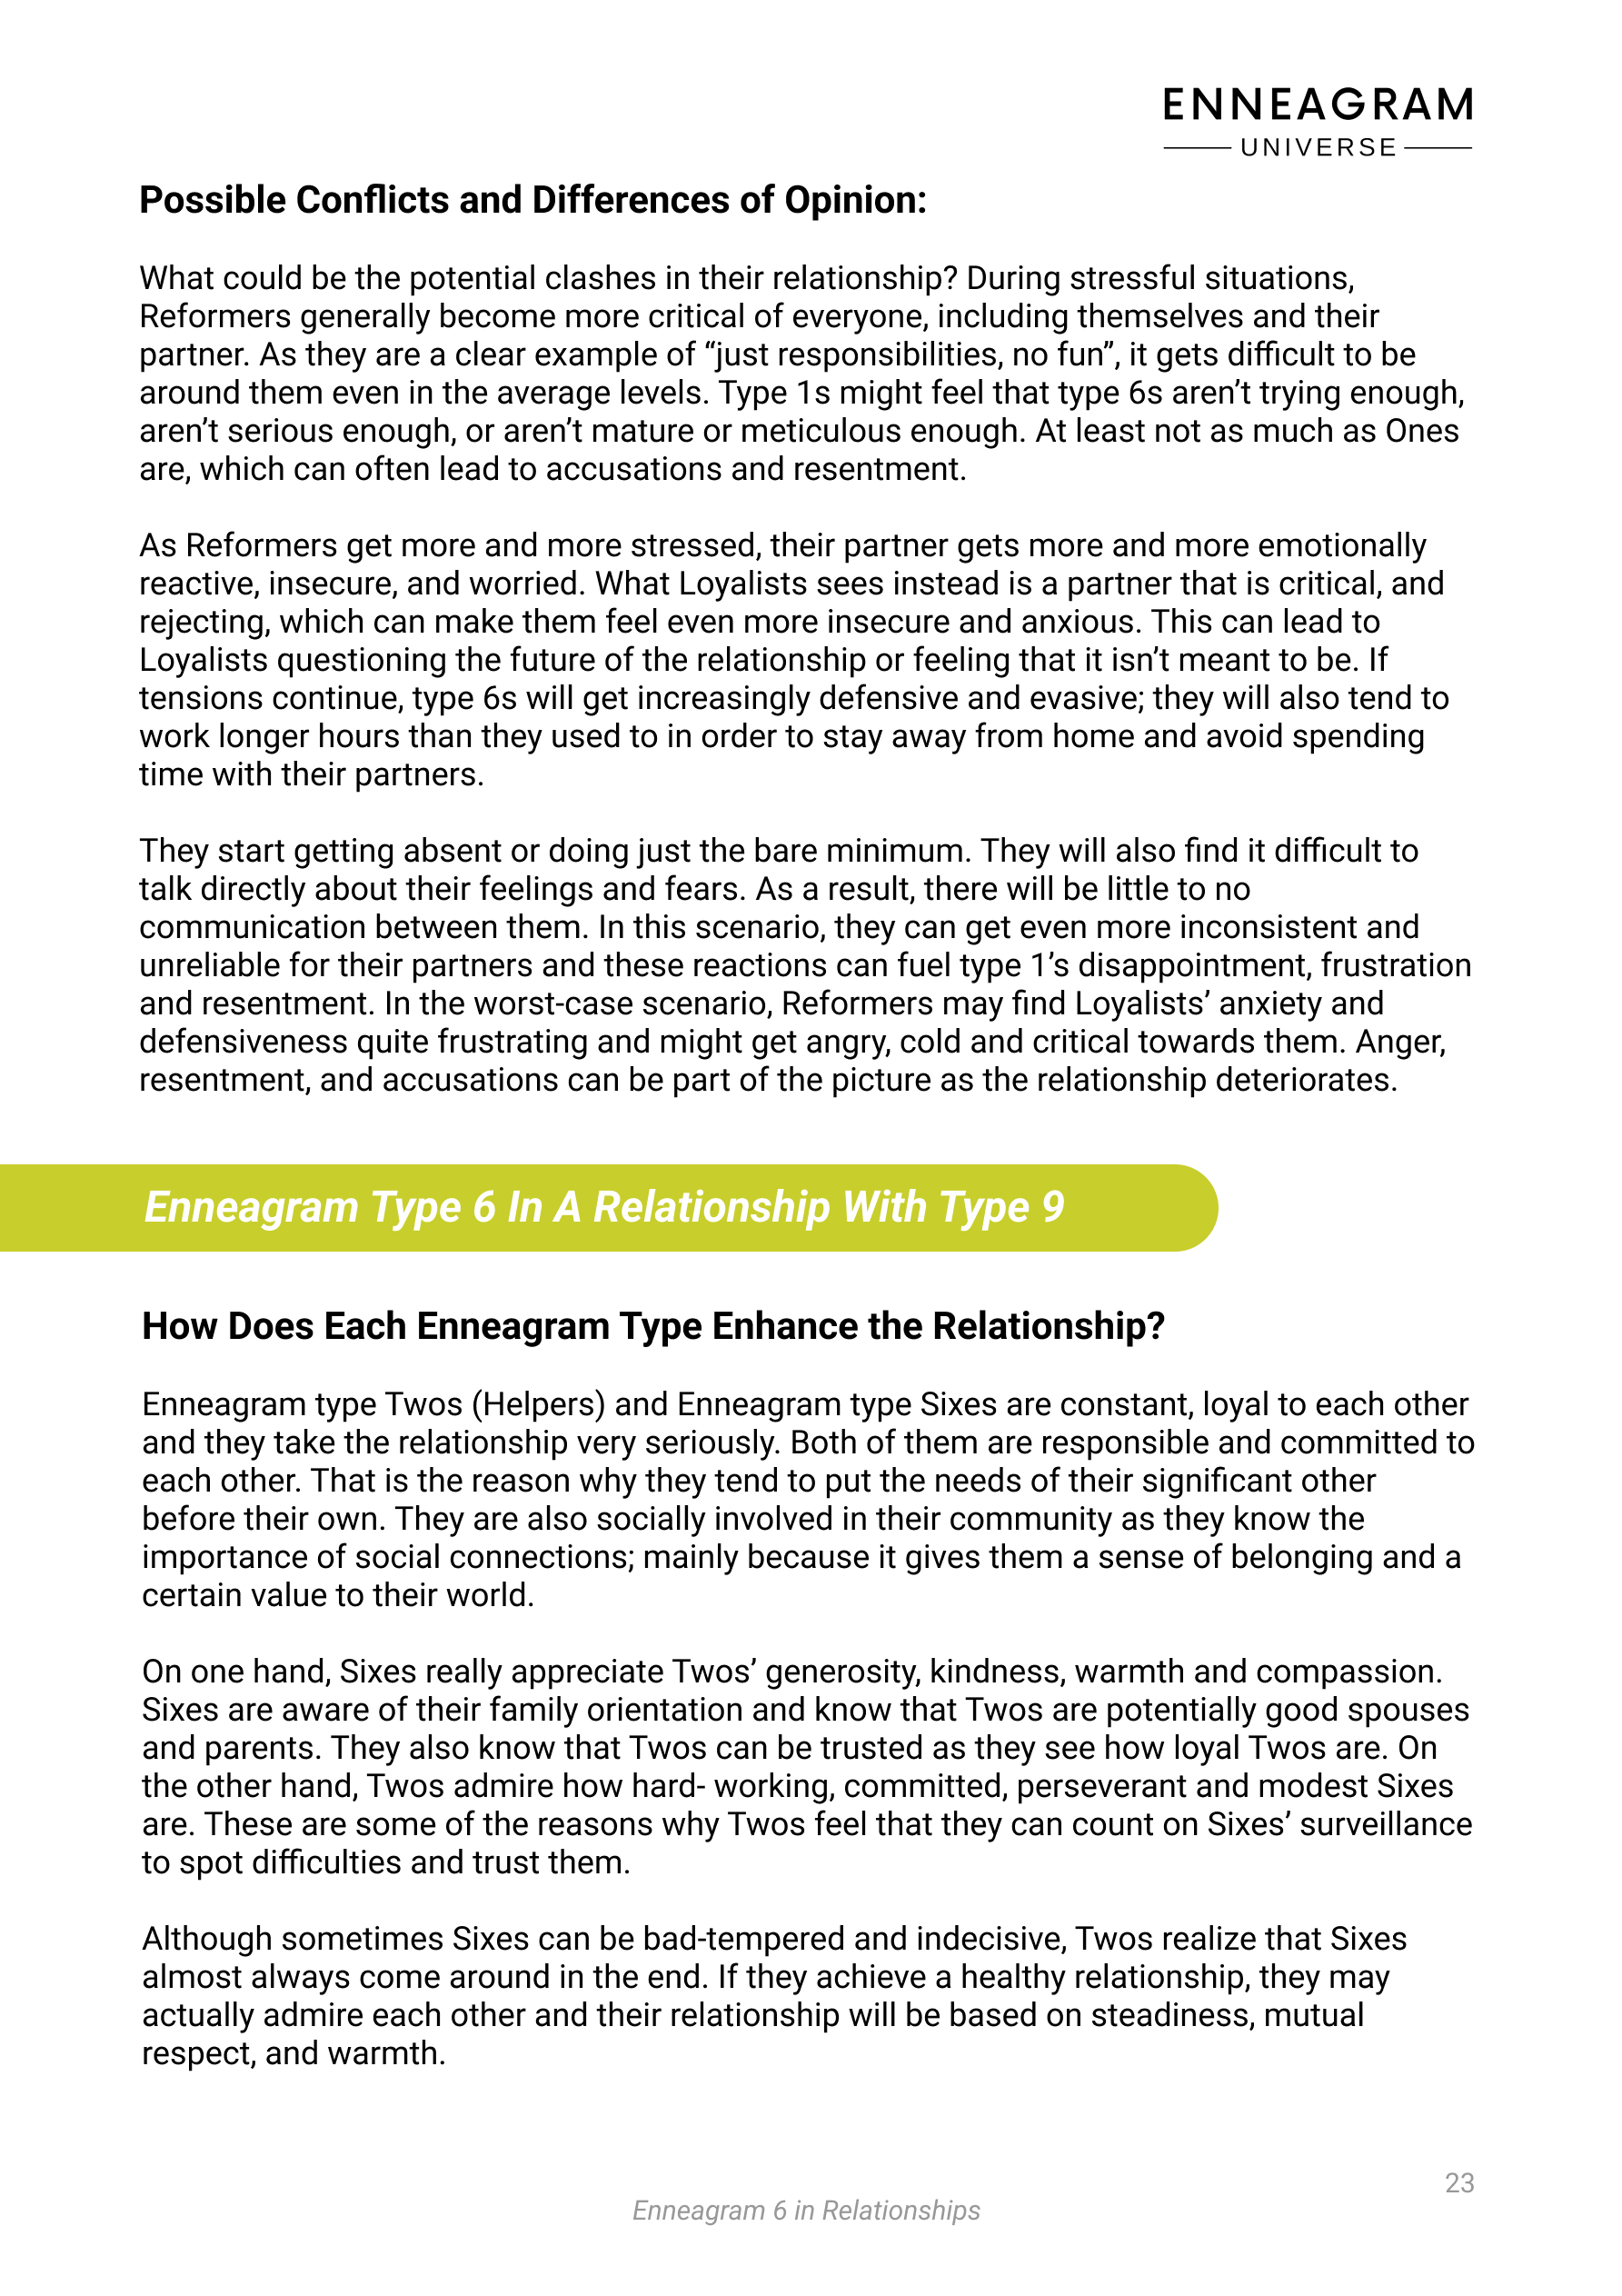 ENNEAGRAM
UNIVERSE
Possible Conflicts and Differences of Opinion:
What could be the potential clashes in their relationship? During stressful situations,
Reformers generally become more critical of everyone, including themselves and their
partner. As they are a clear example of “just responsibilities, no fun”, it gets difficult to be
around them even in the average levels. Type 1s might feel that type 6s aren’t trying enough,
aren’t serious enough, or aren’t mature or meticulous enough. At least not as much as Ones
are, which can often lead to accusations and resentment.
As Reformers get more and more stressed, their partner gets more and more emotionally
reactive, insecure, and worried. What Loyalists sees instead is a partner that is critical, and
rejecting, which can make them feel even more insecure and anxious. This can lead to
Loyalists questioning the future of the relationship or feeling that it isn’t meant to be. If
tensions continue, type 6s will get increasingly defensive and evasive; they will also tend to
work longer hours than they used to in order to stay away from home and avoid spending
time with their partners.
They start getting absent or doing just the bare minimum. They will also find it difficult to
talk directly about their feelings and fears. As a result, there will be little to no
communication between them. In this scenario, they can get even more inconsistent and
unreliable for their partners and these reactions can fuel type 1’s disappointment, frustration
and resentment. In the worst-case scenario, Reformers may find Loyalists’ anxiety and
defensiveness quite frustrating and might get angry, cold and critical towards them. Anger,
resentment, and accusations can be part of the picture as the relationship deteriorates.
Enneagram Type 6 In A Relationship With Type 9
How Does Each Enneagram Type Enhance the Relationship?
Enneagram type Twos (Helpers) and Enneagram type Sixes are constant, loyal to each other
and they take the relationship very seriously. Both of them are responsible and committed to
each other. That is the reason why they tend to put the needs of their significant other
before their own. They are also socially involved in their community as they know the
importance of social connections; mainly because it gives them a sense of belonging and a
certain value to their world.
On one hand, Sixes really appreciate Twos’ generosity, kindness, warmth and compassion.
Sixes are aware of their family orientation and know that Twos are potentially good spouses
and parents. They also know that Twos can be trusted as they see how loyal Twos are. On
the other hand, Twos admire how hard- working, committed, perseverant and modest Sixes
are. These are some of the reasons why Twos feel that they can count on Sixes’ surveillance
to spot difficulties and trust them.
Although sometimes Sixes can be bad-tempered and indecisive, Twos realize that Sixes
almost always come around in the end. If they achieve a healthy relationship, they may
actually admire each other and their relationship will be based on steadiness, mutual
respect, and warmth.
23
Enneagram 6 in Relationships